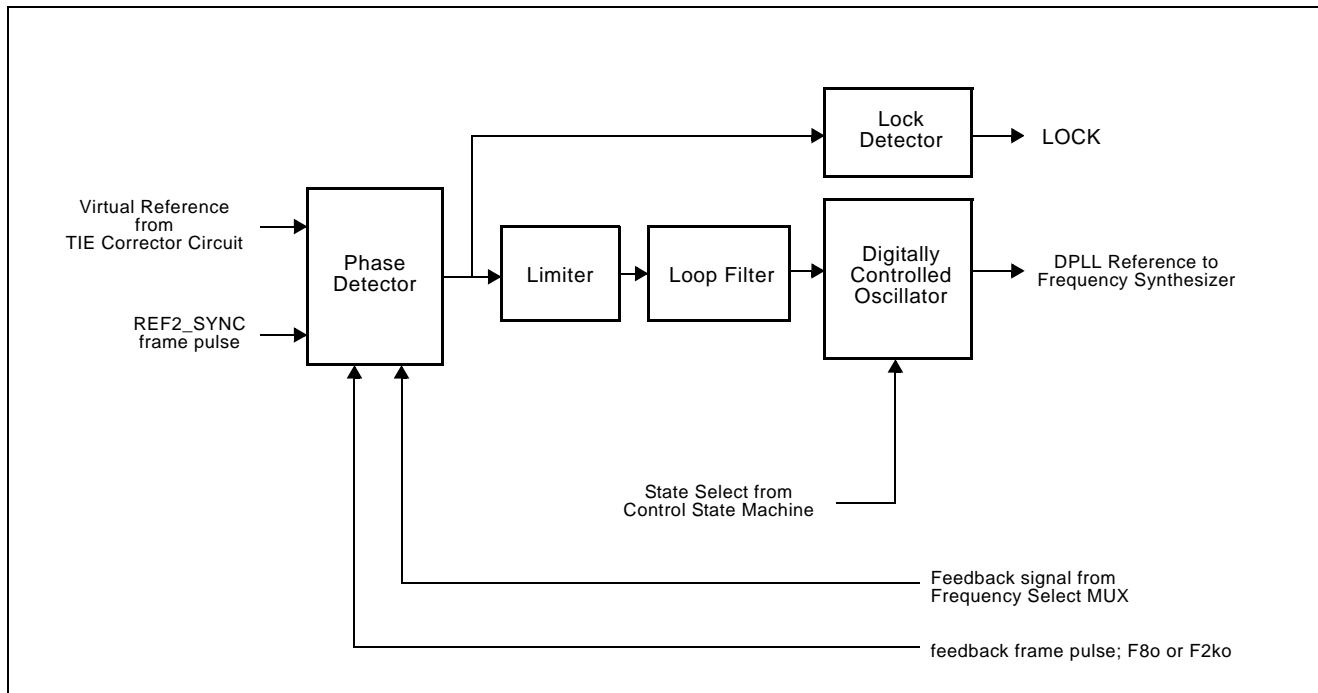 Lock
Detector
LOCK
Virtual Reference
from
TIE Corrector Circuit
Phase
Detector
Limiter
Loop Filter
Digitally
Controlled
Oscillator
DPLL Reference to
Frequency Synthesizer
REF2_SYNC
frame pulse
State Select from
Control State Machine
Feedback signal from
Frequency Select MUX
feedback frame pulse; F8o or F2ko